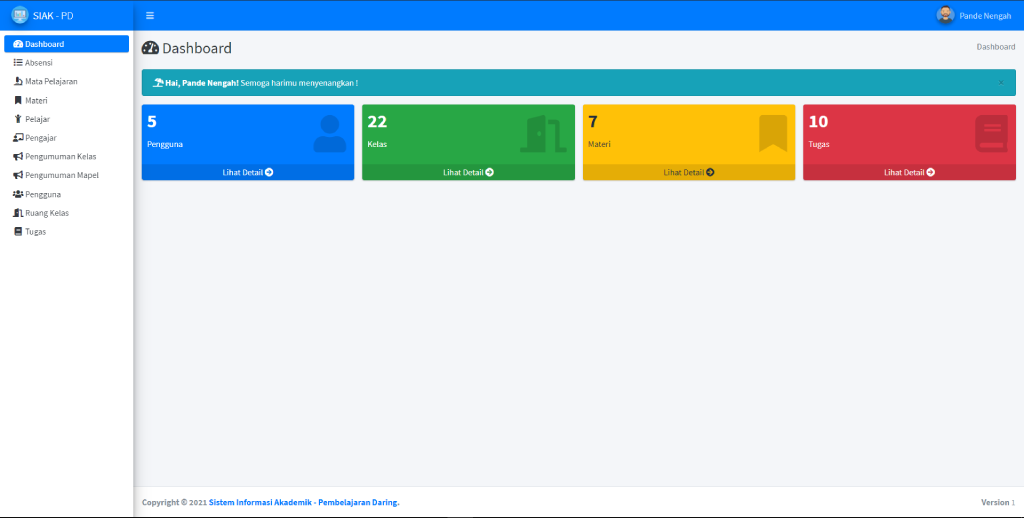 SIAK - PD
Pande Nengah
Dashboard
Absensi
Mata Pelajaran
Materi
Pelajar
Pengajar
Pengumuman Kelas
Pengumuman Mapel
Pengguna
Ruang Kelas
Tugas
Dashboard
Dashboard
Hai, Pande Nengah! Semoga harimu menyenangkan !
×
5
Pengguna
Lihat Detail
22
Kelas
Lihat Detail
7
Materi
Lihat Detail
10
Tugas
Lihat Detail
Copyright © 2021 Sistem Informasi Akademik - Pembelajaran Daring.
Version 1